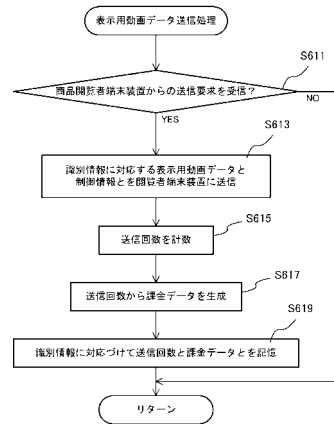 表示用動画データ送信処理
S611
商品閲覧者端末装置からの送信要求を受信?
NO
YES
S613
識別情報に対応する表示用動画データと
制御情報とを閲覧者端末装置に送信
S615
送信回数を計数
S617
送信回数から課金データを生成
S619
識別情報に対応づけて送信回数と課金データとを記憶
リターン